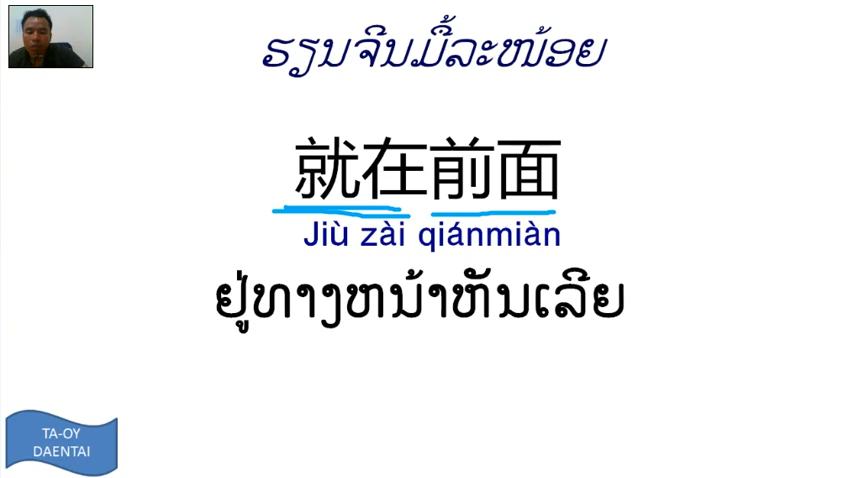 ຮຽນຈີນມື້ລະໜ້ອຍ
就在前面
Jiù zài qiánmiàn
ຢູ່ທາງຫນ້າຫັ້ນເລີຍ
TA-OY
DAENTAI